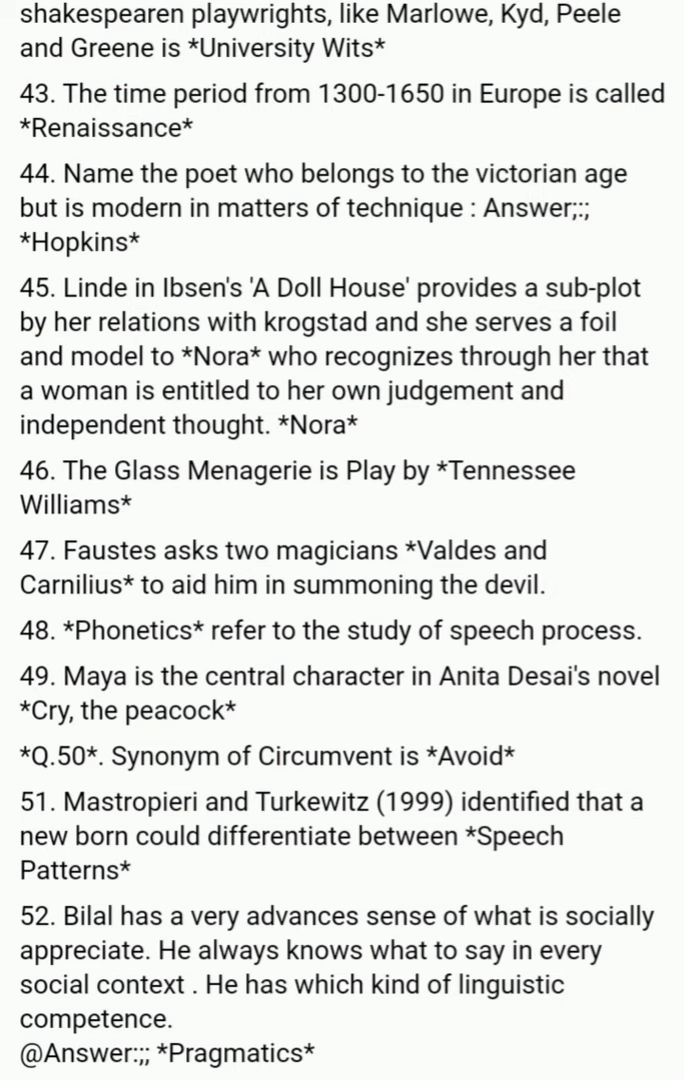 shakespearen playwrights, like Marlowe, Kyd, Peele
and Greene is *University Wits*
43. The time period from 1300-1650 in Europe is called
*Renaissance*
44. Name the poet who belongs to the victorian age
but is modern in matters of technique : Answer;:;
*Hopkins*
45. Linde in Ibsen's 'A Doll House' provides a sub-plot
by her relations with krogstad and she serves a foil
and model to *Nora* who recognizes through her that
a woman is entitled to her own judgement and
independent thought. *Nora*
46. The Glass Menagerie is Play by *Tennessee
Williams*
47. Faustes asks two magicians *Valdes and
Carnilius* to aid him in summoning the devil.
48. *Phonetics* refer to the study of speech process.
49. Maya is the central character in Anita Desai's novel
*Cry, the peacock*
*Q.50*. Synonym of Circumvent is *Avoid*
51. Mastropieri and Turkewitz (1999) identified that a
new born could differentiate between *Speech
Patterns*
52. Bilal has a very advances sense of what is socially
appreciate. He always knows what to say in every
social context . He has which kind of linguistic
competence.
@Answer:;; *Pragmatics*